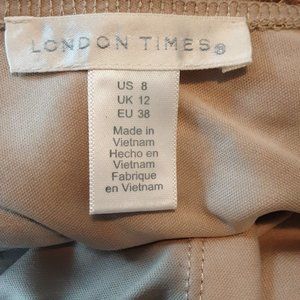 LONDON TIMES®
US 8
UK 12
EU 38
Made in
Vietnam
Hecho en
Vietnam
Fabrique
en Vietnam